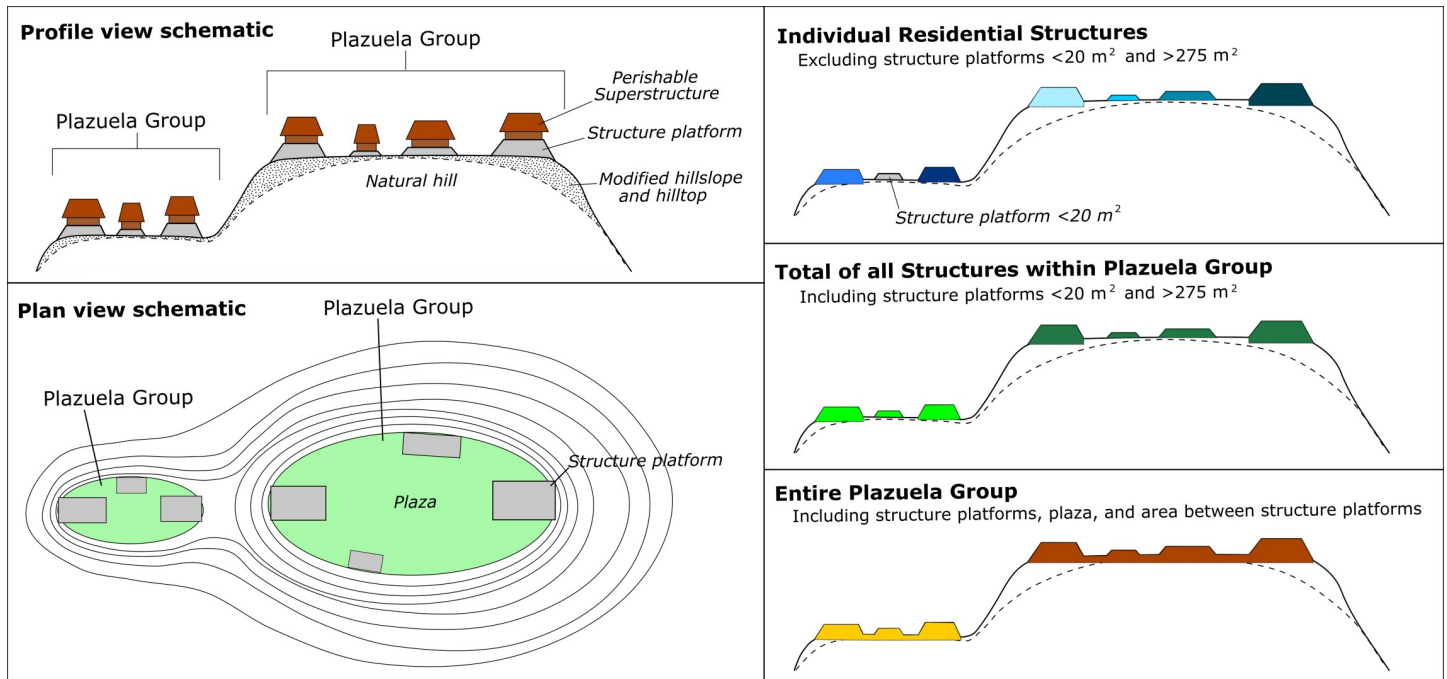 Profile view schematic
Plazuela Group
Perishable
Superstructure
Plazuela Group
Structure platform
Natural hill
Modified hillslope
and hilltop
Plan view schematic
Plazuela Group
Plazuela Group
Structure platform
Plaza
Individual Residential Structures
Excluding structure platforms <20 m² and >275 m²
Structure platform <20 m²
Total of all Structures within Plazuela Group
Including structure platforms <20 m² and >275 m²
Entire Plazuela Group
Including structure platforms, plaza, and area between structure platforms